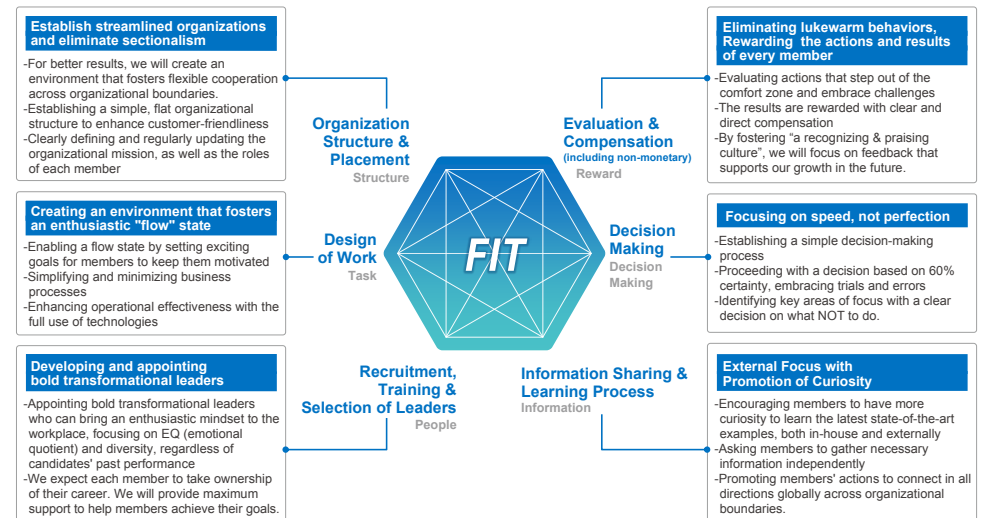 Establish streamlined organizations
and eliminate sectionalism
-For better results, we will create an
environment that fosters flexible cooperation
across organizational boundaries.
-Establishing a simple, flat organizational
structure to enhance customer-friendliness
-Clearly defining and regularly updating the
organizational mission, as well as the roles
of each member
Creating an environment that fosters
an enthusiastic "flow" state
-Enabling a flow state by setting exciting
goals for members to keep them motivated
-Simplifying and minimizing business
processes
-Enhancing operational effectiveness with the
full use of technologies
Developing and appointing
bold transformational leaders
-Appointing bold transformational leaders
who can bring an enthusiastic mindset to the
workplace, focusing on EQ (emotional
quotient) and diversity, regardless of
candidates' past performance
-We expect each member to take ownership
of their career. We will provide maximum
support to help members achieve their goals.
Organization
Structure &
Placement
Structure
Design
of Work
Task
Recruitment,
Training &
Selection of Leaders
People
FIT
Evaluation &
Compensation
(including non-monetary)
Reward
Decision
Making
Decision
Making
Information Sharing &
Learning Process
Information
Eliminating lukewarm behaviors,
Rewarding the actions and results
of every member
-Evaluating actions that step out of the
comfort zone and embrace challenges
-The results are rewarded with clear and
direct compensation
-By fostering “a recognizing & praising
culture”, we will focus on feedback that
supports our growth in the future.
Focusing on speed, not perfection
-Establishing a simple decision-making
process
-Proceeding with a decision based on 60%
certainty, embracing trials and errors
-Identifying key areas of focus with a clear
decision on what NOT to do.
External Focus with
Promotion of Curiosity
-Encouraging members to have more
curiosity to learn the latest state-of-the-art
examples, both in-house and externally
-Asking members to gather necessary
information independently
-Promoting members' actions to connect in all
directions globally across organizational
boundaries.